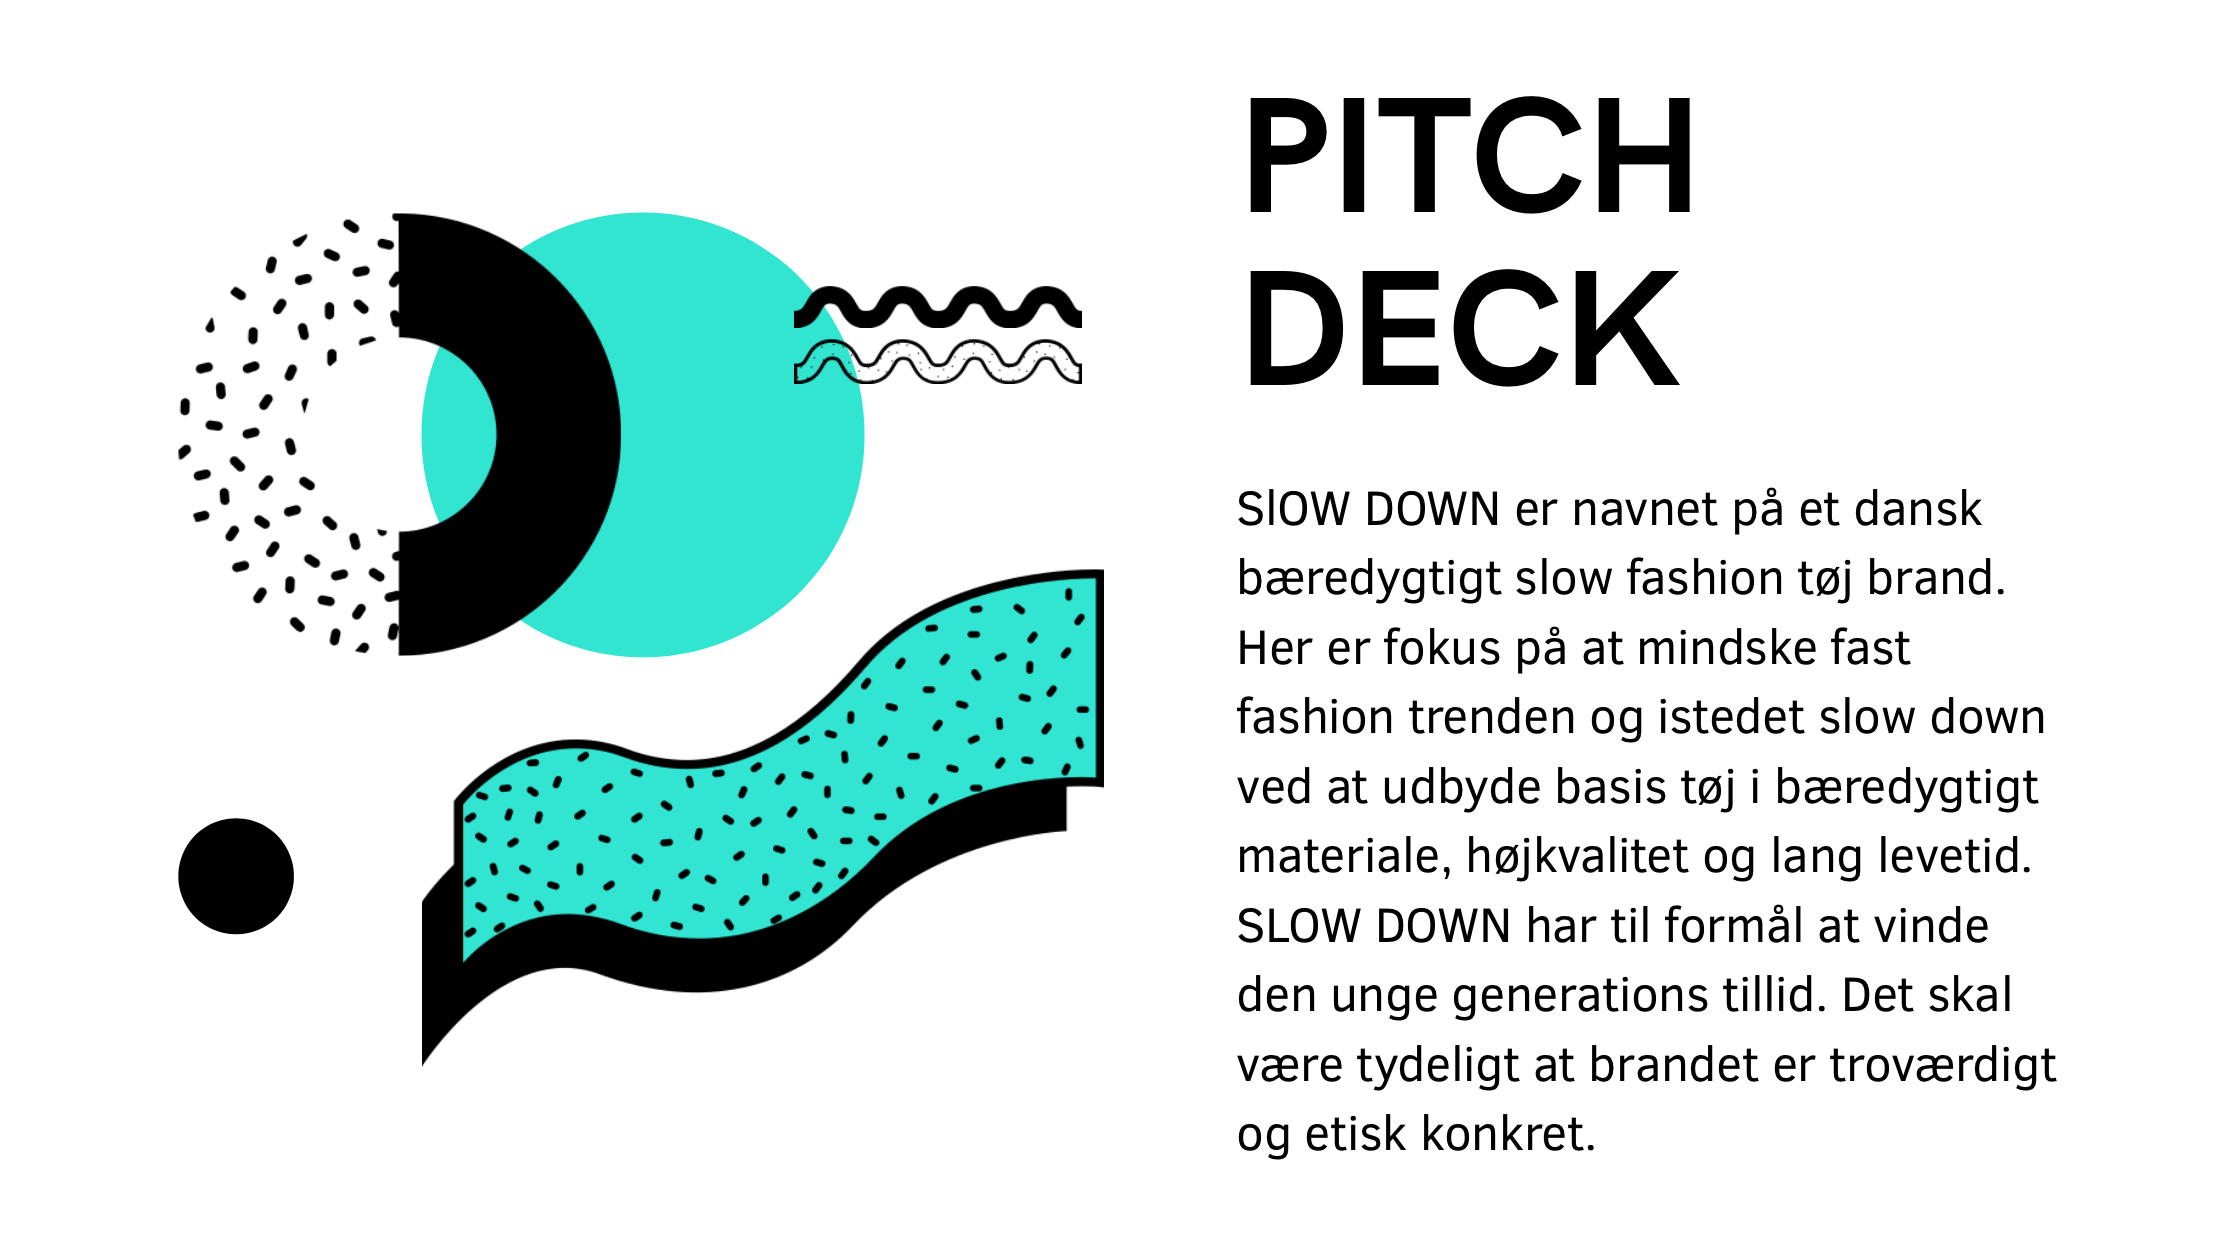 PITCH
DECK
SlOW DOWN er navnet på et dansk
bæredygtigt slow fashion tøj brand.
Her er fokus på at mindske fast
fashion trenden og istedet slow down
ved at udbyde basis tøj i bæredygtigt
materiale, højkvalitet og lang levetid.
SLOW DOWN har til formål at vinde
den unge generations tillid. Det skal
være tydeligt at brandet er troværdigt
og etisk konkret.